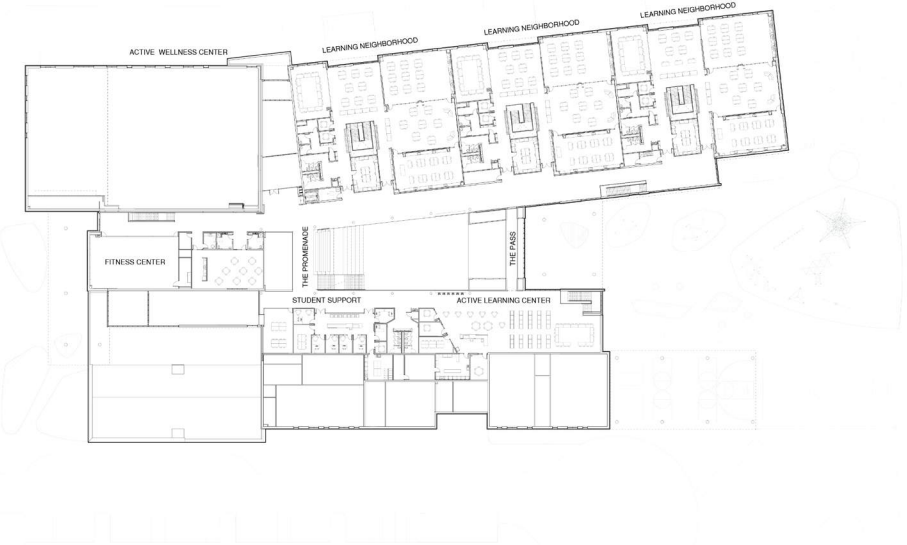 LEARNING NEIGHBORHOOD
LEARNING NEIGHBORHOOD
LEARNING NEIGHBORHOOD
ACTIVE WELLNESS CENTER
THE PROMENADE
THE PASS
FITNESS CENTER
STUDENT SUPPORT
ACTIVE LEARNING CENTER